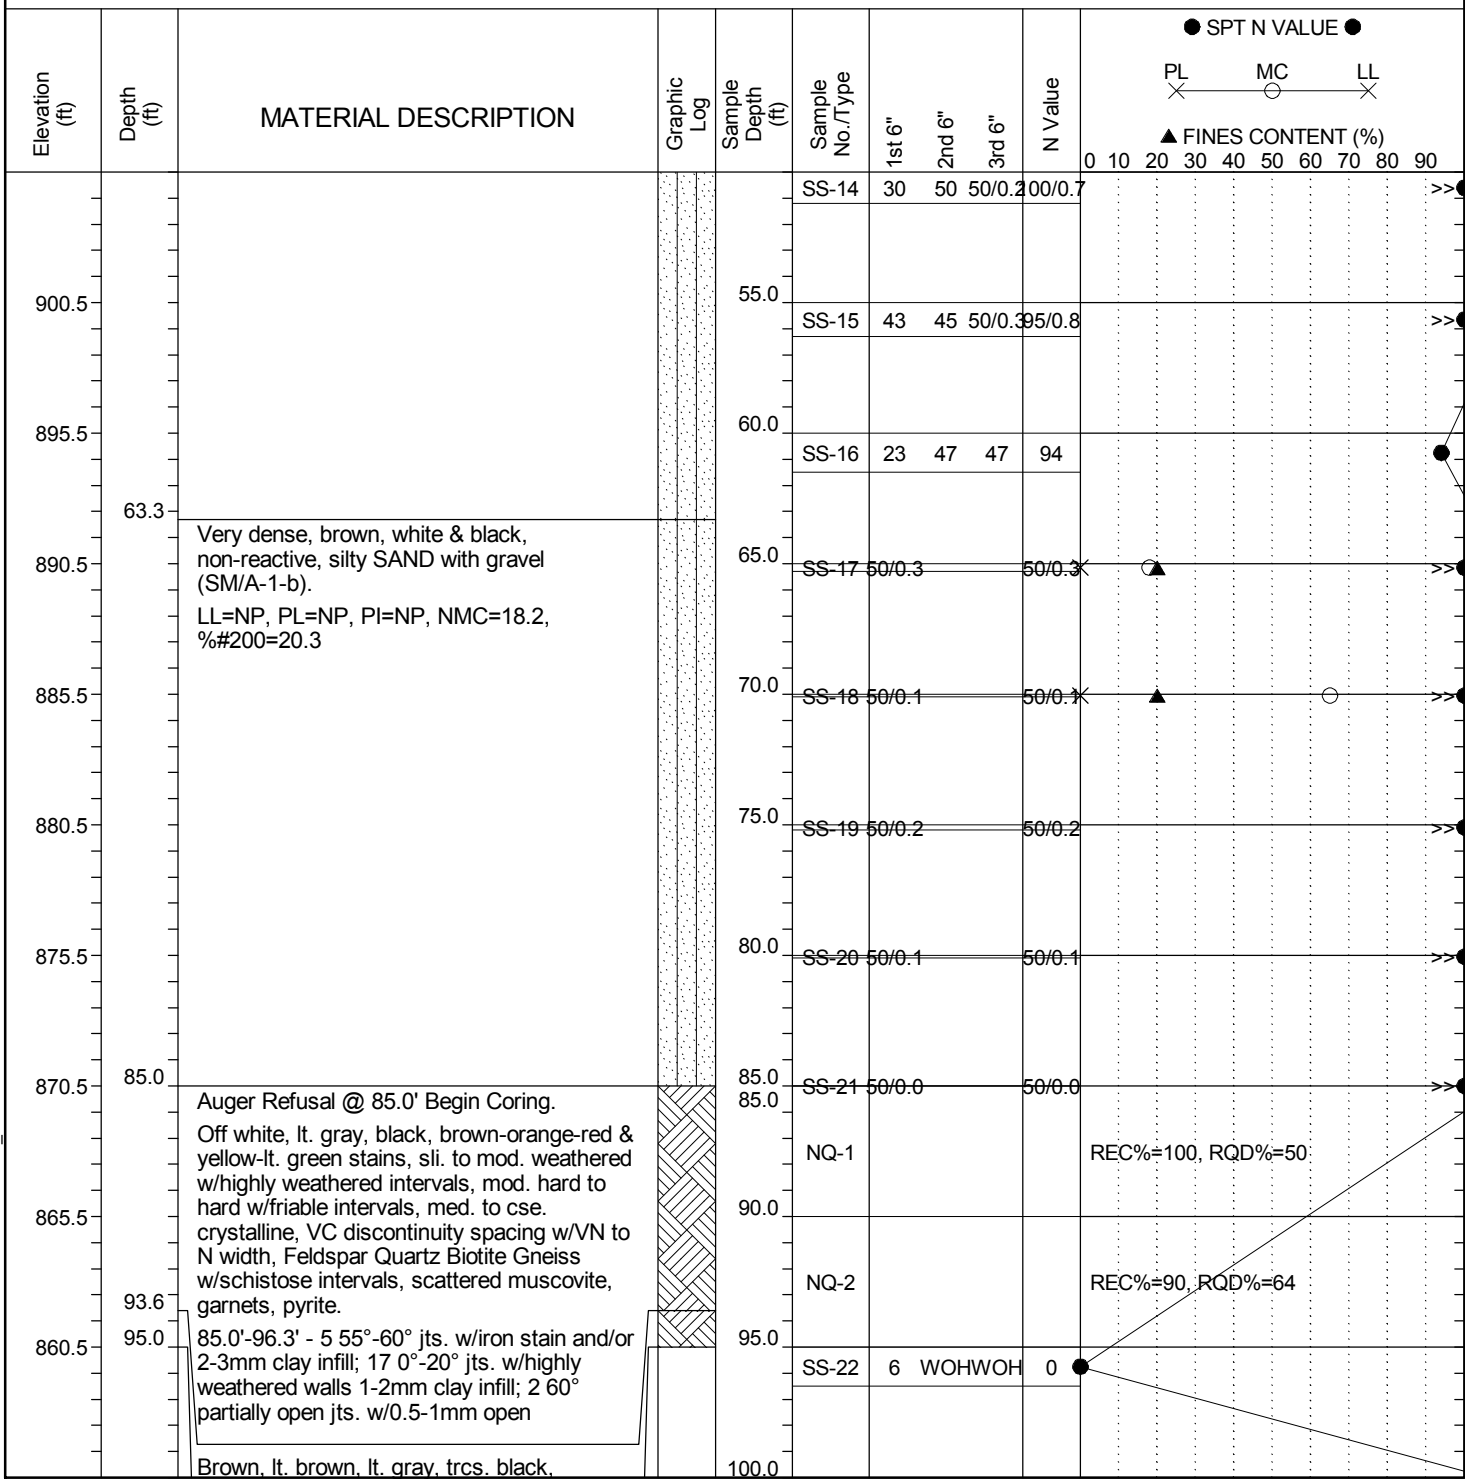 Elevation (ft)
Depth (ft)
MATERIAL DESCRIPTION
Graphic Log
Sample Depth (ft)
Sample No./Type
1st 6"
2nd 6"
3rd 6"
N Value
● SPT N VALUE ●
PL MC LL
▲ FINES CONTENT (%)
0 10 20 30 40 50 60 70 80 90
SS-14 30 50 50/0.2 100/0.7 >>
900.5 55.0
SS-15 43 45 50/0.3 95/0.8 >>
895.5 60.0
SS-16 23 47 47 94
63.3
Very dense, brown, white & black,
non-reactive, silty SAND with gravel
(SM/A-1-b).
LL=NP, PL=NP, PI=NP, NMC=18.2,
%#200=20.3
890.5 65.0
SS-17 50/0.3 50/0.3 >>
885.5 70.0
SS-18 50/0.1 50/0.1 >>
880.5 75.0
SS-19 50/0.2 50/0.2 >>
875.5 80.0
SS-20 50/0.1 50/0.1 >>
870.5 85.0 85.0
SS-21 50/0.0 50/0.0 >>
85.0
Auger Refusal @ 85.0' Begin Coring.
Off white, lt. gray, black, brown-orange-red &
yellow-lt. green stains, sli. to mod. weathered
w/highly weathered intervals, mod. hard to
hard w/friable intervals, med. to cse.
crystalline, VC discontinuity spacing w/VN to
N width, Feldspar Quartz Biotite Gneiss
w/schistose intervals, scattered muscovite,
garnets, pyrite.
NQ-1 REC%=100, RQD%=50
865.5 90.0
NQ-2 REC%=90, RQD%=64
93.6
860.5 95.0 95.0
85.0'-96.3' - 5 55°-60° jts. w/iron stain and/or
2-3mm clay infill; 17 0°-20° jts. w/highly
weathered walls 1-2mm clay infill; 2 60°
partially open jts. w/0.5-1mm open
SS-22 6 WOH WOH 0
Brown, lt. brown, lt. gray, trcs. black,
100.0